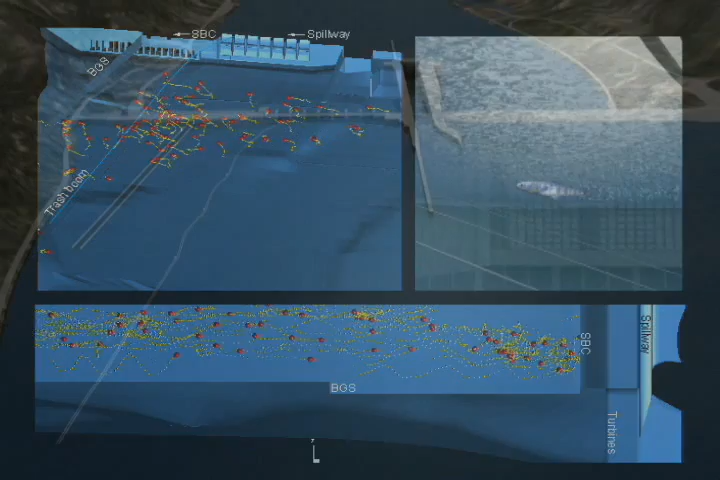 SBC
Spillway
BGS
Trash boom
SBC
Spillway
BGS
Turbines